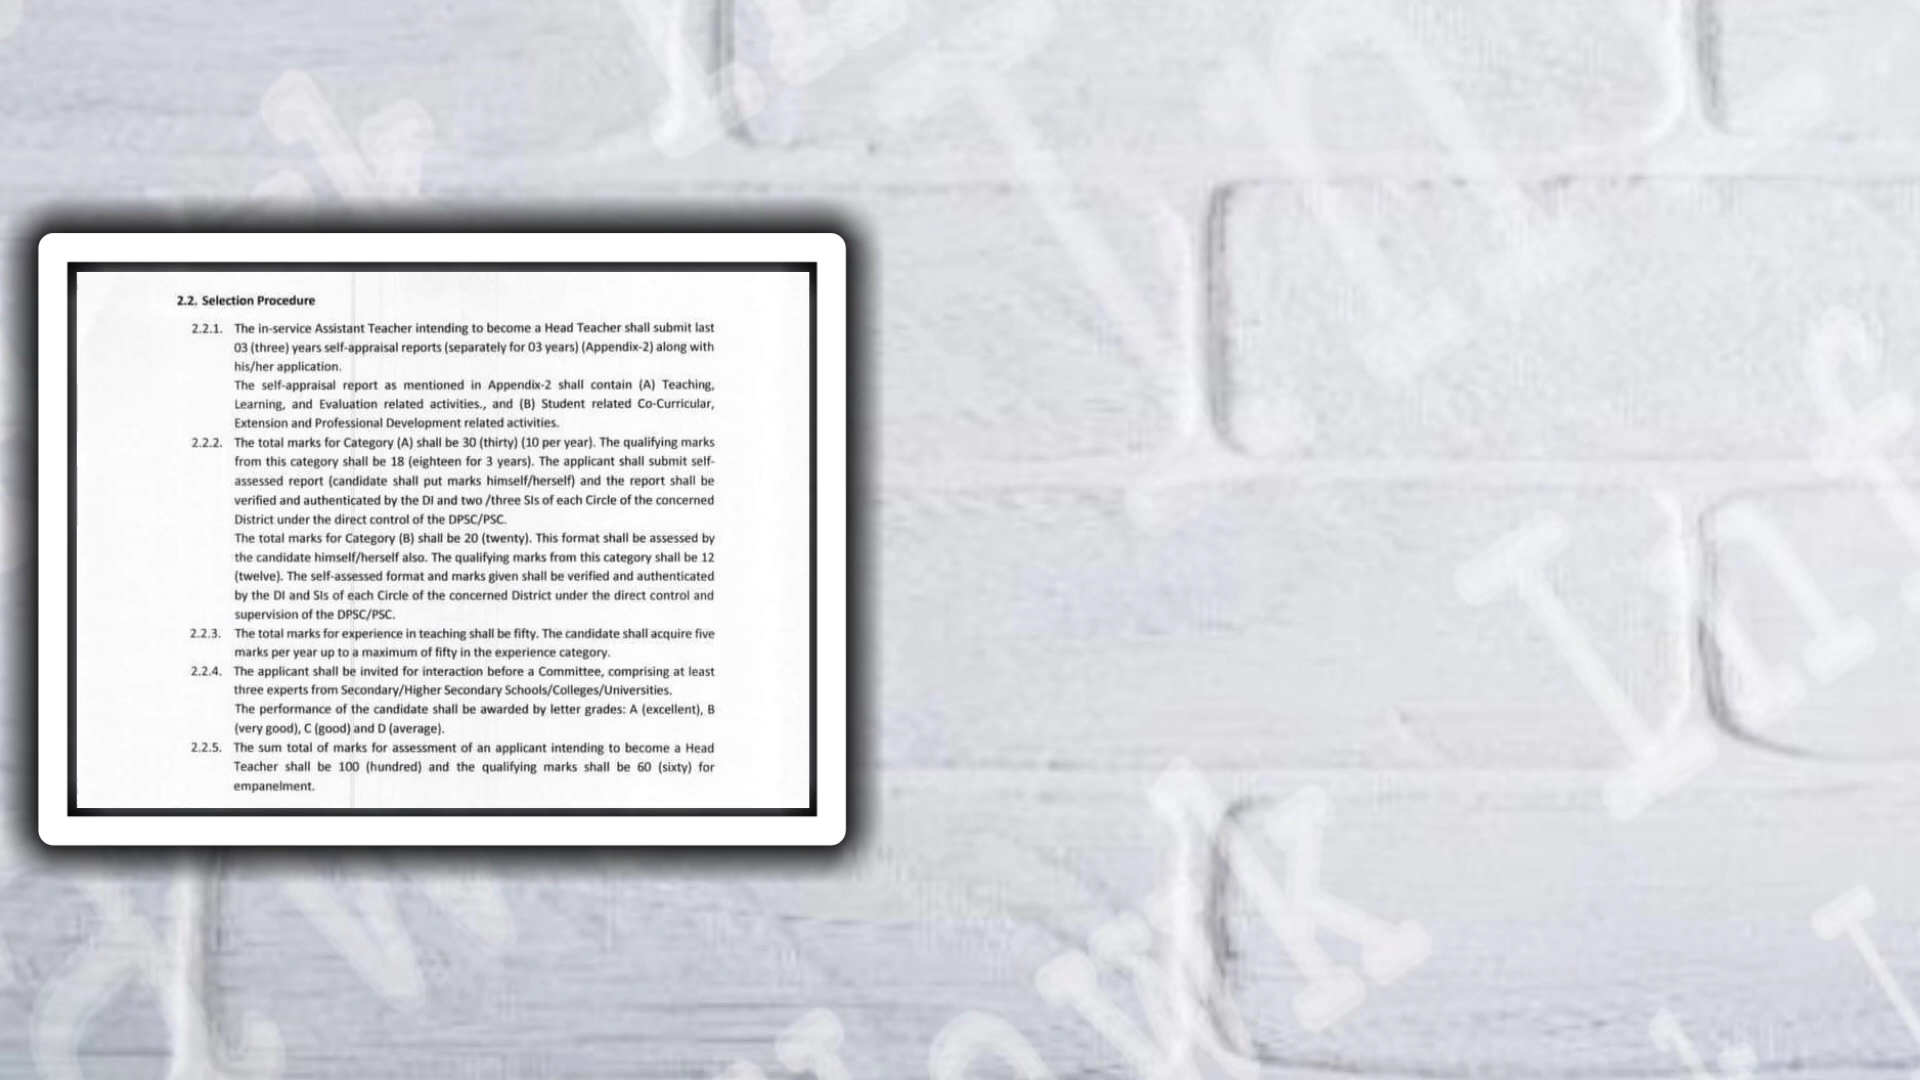 2.2. Selection Procedure
2.2.1. The in-service Assistant Teacher intending to become a Head Teacher shall submit last
03 (three) years self-appraisal reports (separately for 03 years) (Appendix-2) along with
his/her application.
The self-appraisal report as mentioned in Appendix-2 shall contain (A) Teaching,
Learning, and Evaluation related activities., and (B) Student related Co-Curricular,
Extension and Professional Development related activities.
2.2.2. The total marks for Category (A) shall be 30 (thirty) (10 per year). The qualifying marks
from this category shall be 18 (eighteen for 3 years). The applicant shall submit self-
assessed report (candidate shall put marks himself/herself) and the report shall be
verified and authenticated by the DI and two /three SIs of each Circle of the concerned
District under the direct control of the DPSC/PSC.
The total marks for Category (B) shall be 20 (twenty). This format shall be assessed by
the candidate himself/herself also. The qualifying marks from this category shall be 12
(twelve). The self-assessed format and marks given shall be verified and authenticated
by the DI and SIs of each Circle of the concerned District under the direct control and
supervision of the DPSC/PSC.
2.2.3. The total marks for experience in teaching shall be fifty. The candidate shall acquire five
marks per year up to a maximum of fifty in the experience category.
2.2.4. The applicant shall be invited for interaction before a Committee, comprising at least
three experts from Secondary/Higher Secondary Schools/Colleges/Universities.
The performance of the candidate shall be awarded by letter grades: A (excellent), B
(very good), C (good) and D (average).
2.2.5. The sum total of marks for assessment of an applicant intending to become a Head
Teacher shall be 100 (hundred) and the qualifying marks shall be 60 (sixty) for
empanelment.